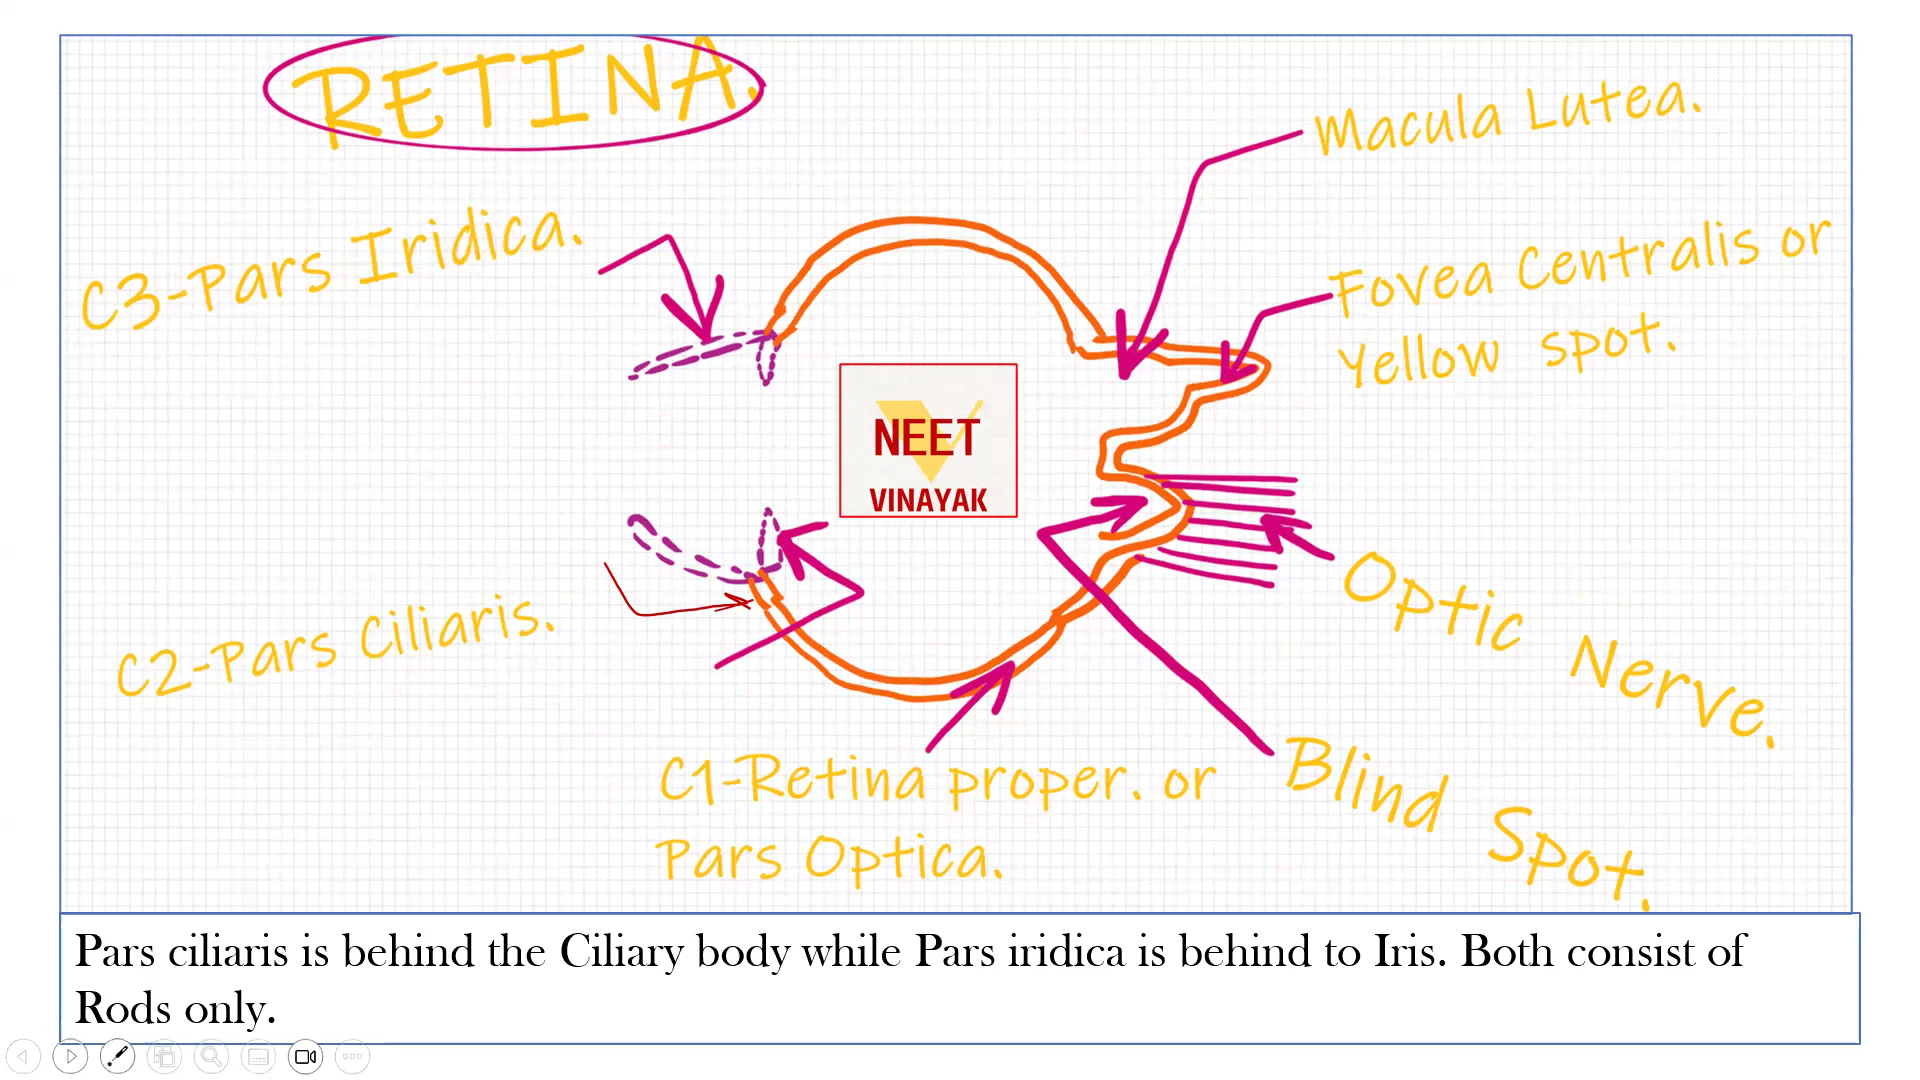 RETINA.
Macula Lutea.
C3-Pars Iridica.
Fovea Centralis or
Yellow spot.
NEET
VINAYAK
Optic Nerve.
C2-Pars Ciliaris.
C1-Retina proper. or
Pars Optica.
Blind Spot.
Pars ciliaris is behind the Ciliary body while Pars iridica is behind to Iris. Both consist of
Rods only.